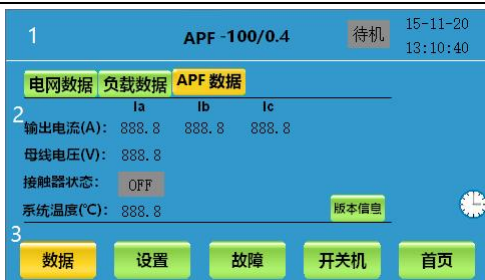 1 APF -100/0.4 待机 15-11-20
13:10:40
电网数据 负载数据 APF 数据
Ia Ib Ic
2
输出电流(A): 888.8 888.8 888.8
母线电压(V): 888.8
接触器状态: OFF
系统温度(℃): 888.8 版本信息
3
数据 设置 故障 开关机 首页